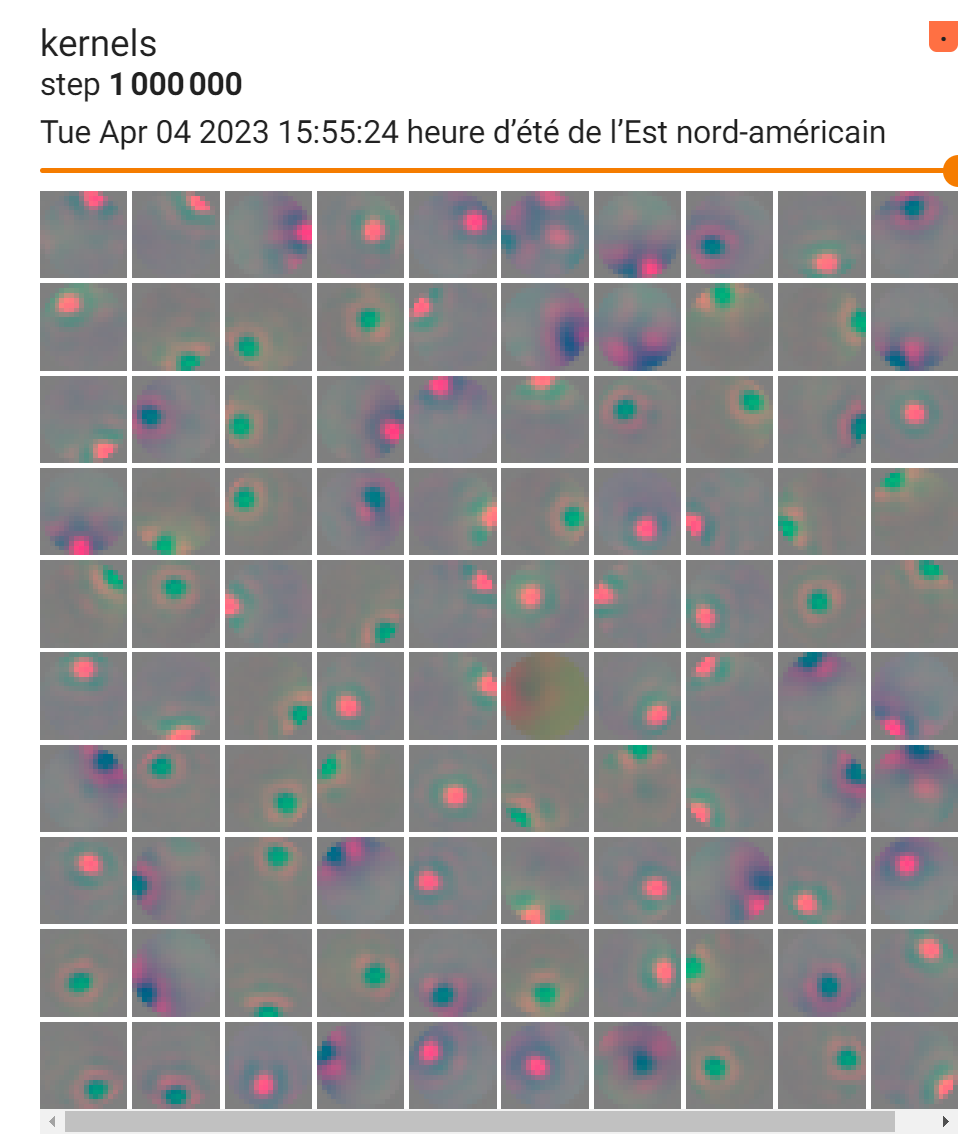 kernels
step 1 000 000
Tue Apr 04 2023 15:55:24 heure d’été de l’Est nord-américain